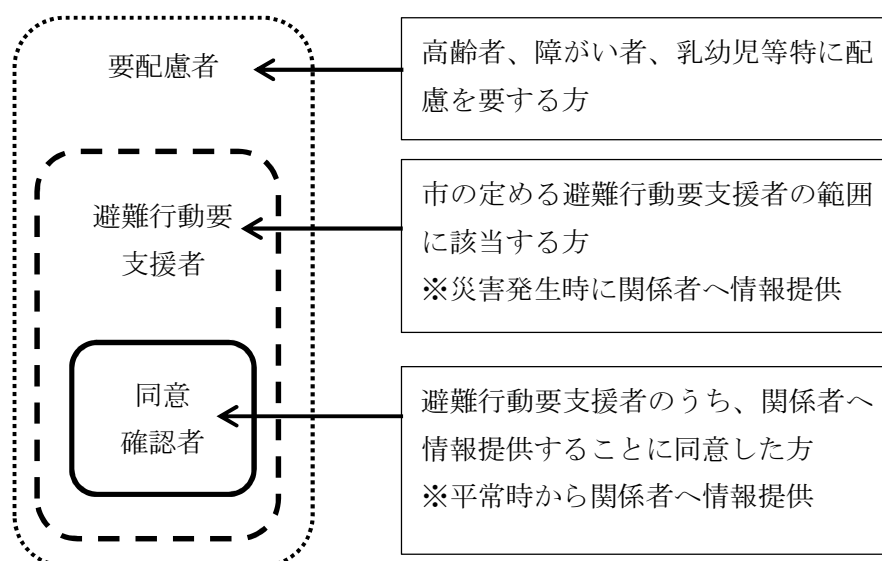 要配慮者
高齢者、障がい者、乳幼児等特に配
慮を要する方
避難行動要
支援者
市の定める避難行動要支援者の範囲
に該当する方
※災害発生時に関係者へ情報提供
同意
確認者
避難行動要支援者のうち、関係者へ
情報提供することに同意した方
※平常時から関係者へ情報提供